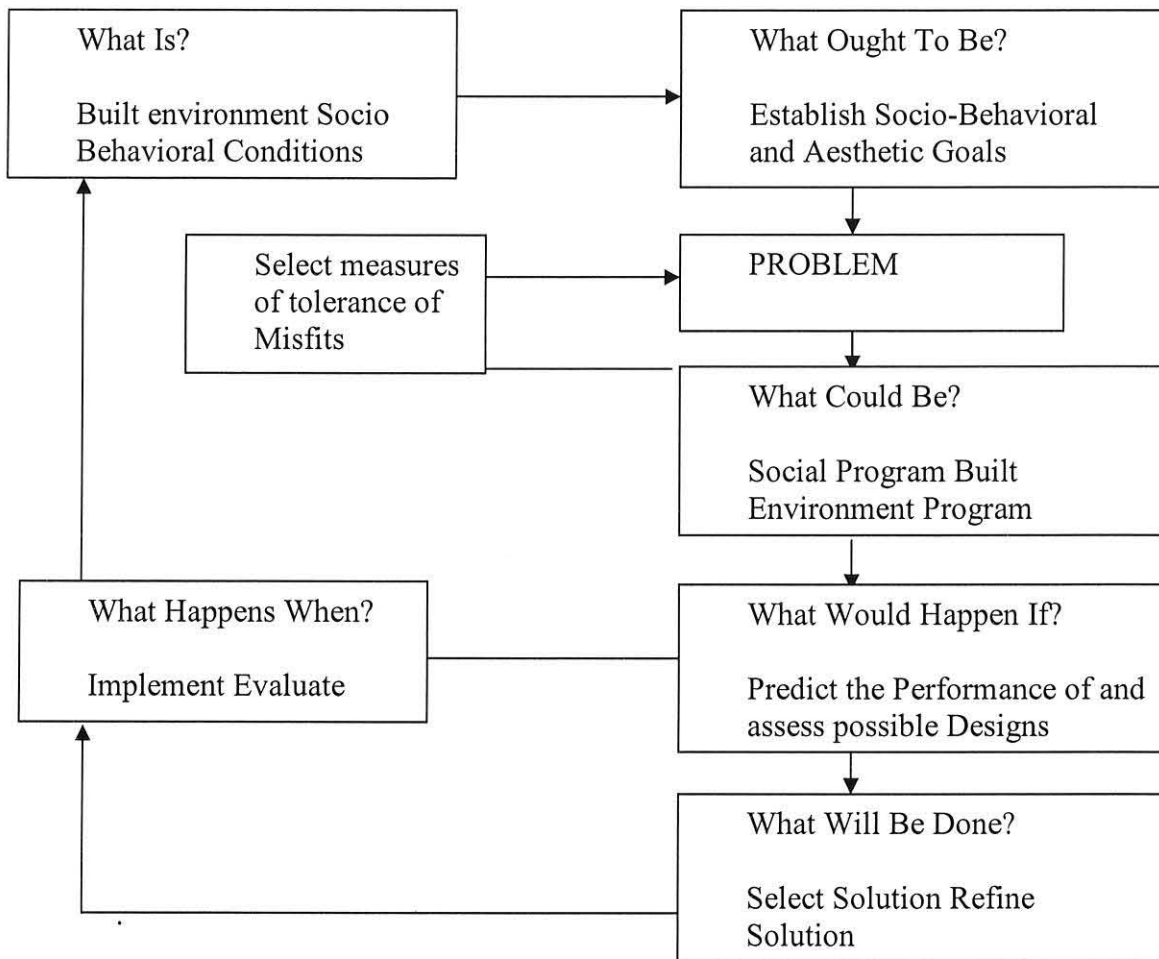 What Is?
Built environment Socio
Behavioral Conditions
What Ought To Be?
Establish Socio-Behavioral
and Aesthetic Goals
Select measures
of tolerance of
Misfits
PROBLEM
What Could Be?
Social Program Built
Environment Program
What Happens When?
Implement Evaluate
What Would Happen If?
Predict the Performance of and
assess possible Designs
What Will Be Done?
Select Solution Refine
Solution